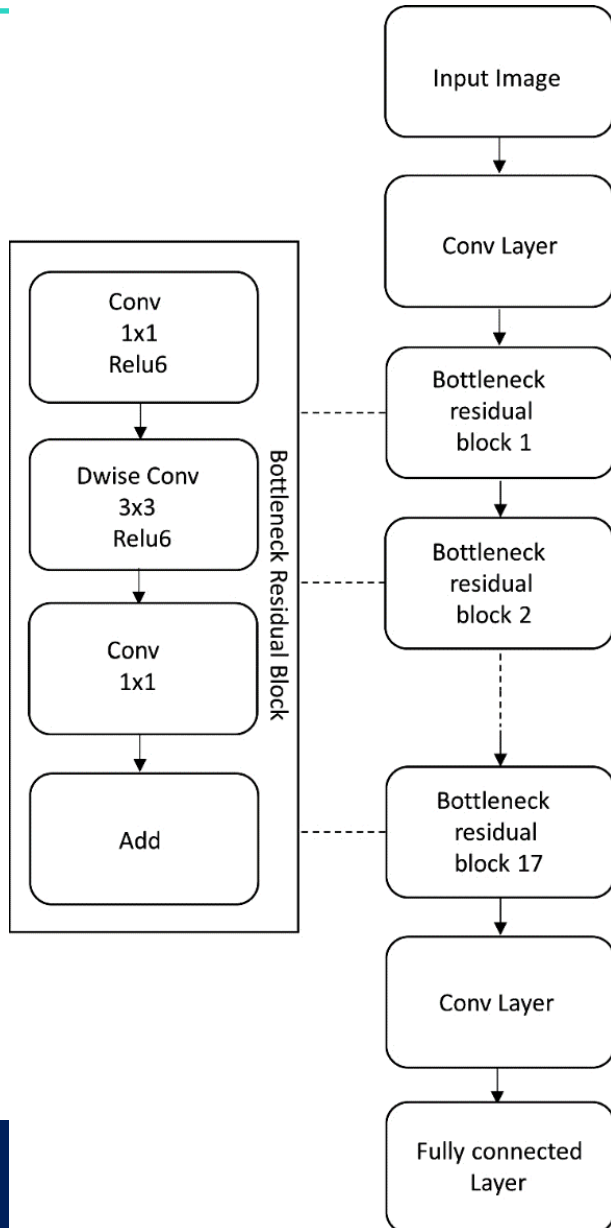 Input Image
Conv Layer
Bottleneck
residual
block 1
Bottleneck
residual
block 2
Bottleneck
residual
block 17
Conv Layer
Fully connected
Layer
Conv
1x1
Relu6
Dwise Conv
3x3
Relu6
Conv
1x1
Add
Bottleneck Residual Block